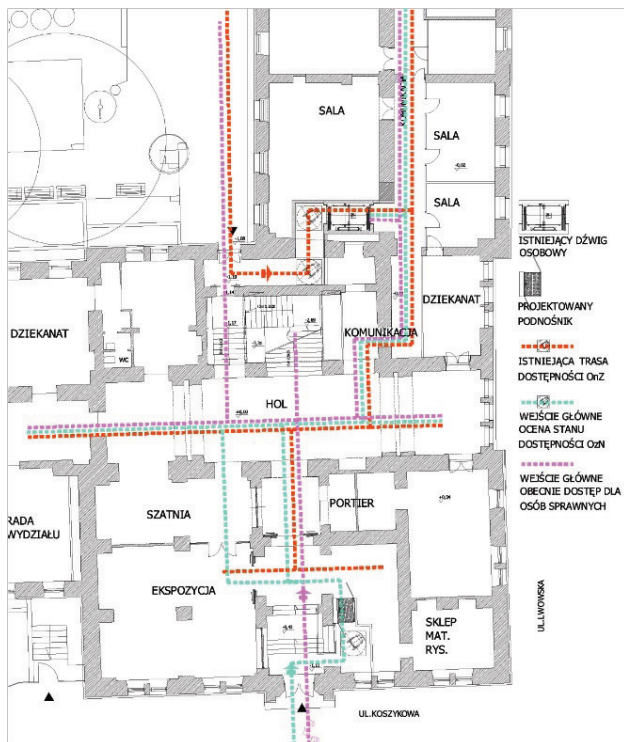 SALA
KOMUNIKACJA
SALA
SALA
DZIEKANAT
WC
KOMUNIKACJA
DZIEKANAT
HOL
SZATNIA
PORTIER
RADA
WYDZIAŁU
EKSPOZYCJA
SKLEP
MAT.
RYS.
UL.LWOWSKA
UL.KOSZYKOWA
ISTNIEJĄCY DŹWIG
OSOBOWY
PROJEKTOWANY
PODNOŚNIK
ISTNIEJĄCA TRASA
DOSTĘPNOŚCI OnZ
WEJŚCIE GŁÓWNE
OCENA STANU
DOSTĘPNOŚCI OzN
WEJŚCIE GŁÓWNE
OBECNIE DOSTĘP DLA
OSÓB SPRAWNYCH